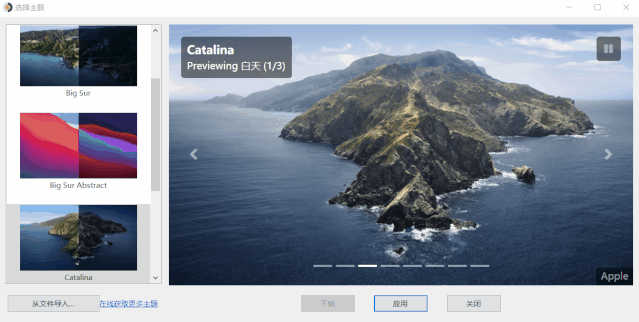 选择主题
Big Sur
Big Sur Abstract
Catalina
Catalina
Previewing 白天 (1/3)
Apple
从文件导入...
在线获取更多主题
下载
应用
关闭